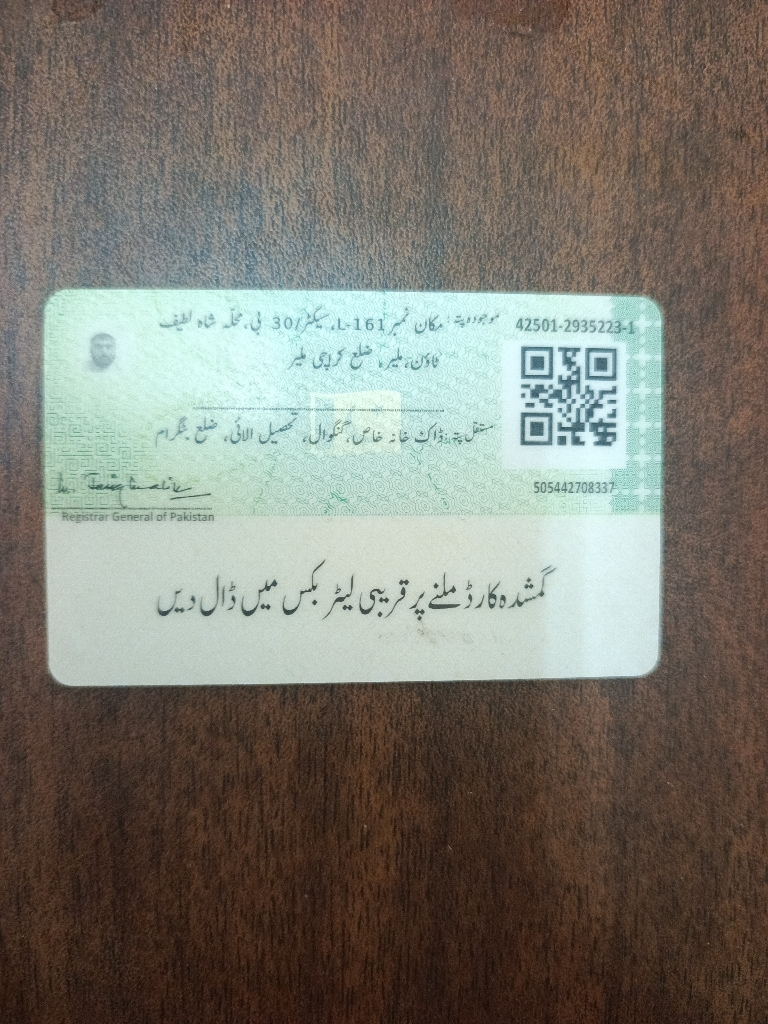 موجودہ پتہ: مکان نمبر L-161، سیکٹر/30 بی، محلہ شاہ لطیف
ٹاؤن، ملیر، ضلع کراچی ملیر
42501-2935223-1
مستقل پتہ: ڈاک خانہ خاص، گنگوال، تحصیل الائی، ضلع بٹگرام
505442708337
Registrar General of Pakistan
گمشدہ کارڈ ملنے پر قریبی لیٹر بکس میں ڈال دیں